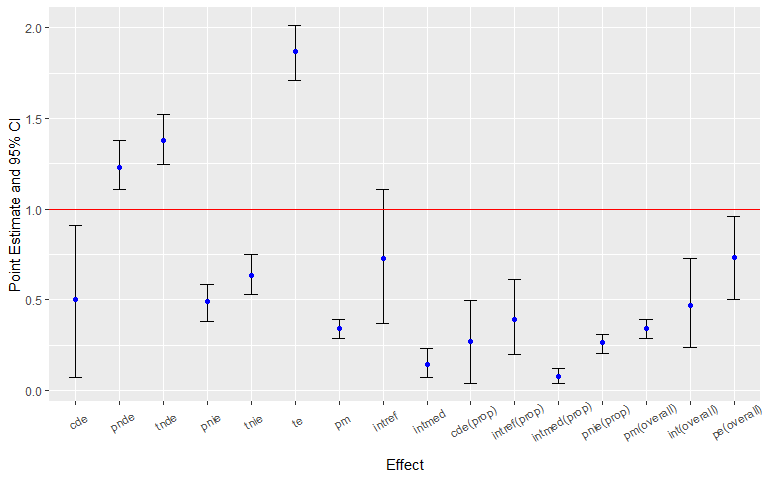 2.0
1.5
1.0
0.5
0.0
Point Estimate and 95% CI
cde
pnde
tnde
pnie
tnie
te
pm
intref
intmed
cde(prop)
intref(prop)
intmed(prop)
pnie(prop)
pm(overall)
int(overall)
pe(overall)
Effect